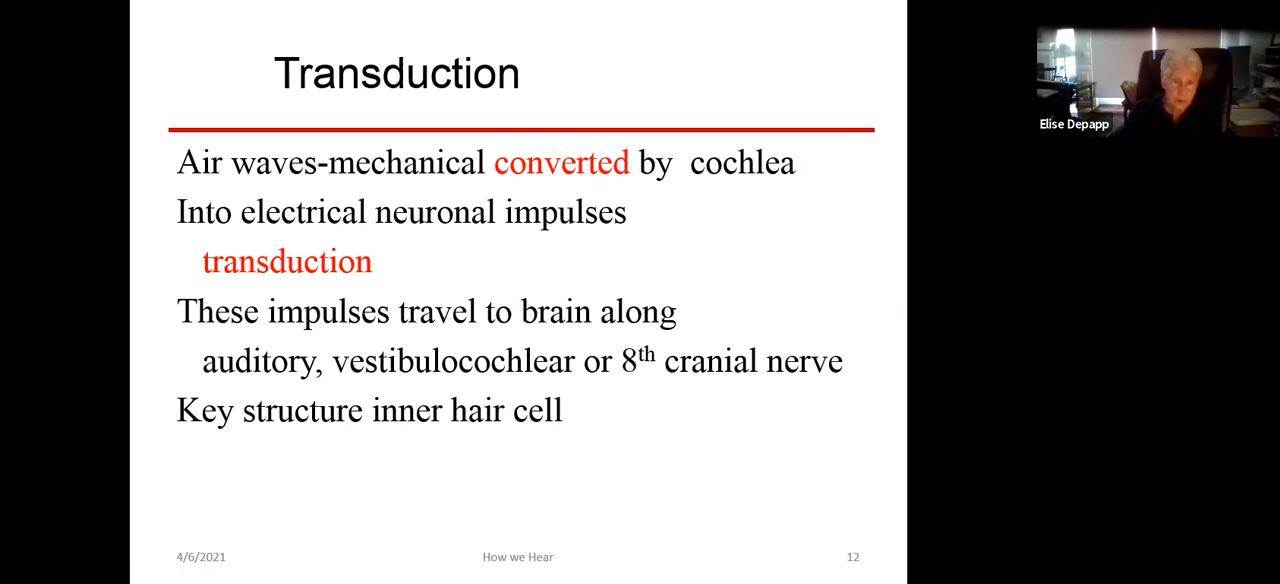 Transduction
Air waves-mechanical converted by cochlea
Into electrical neuronal impulses
transduction
These impulses travel to brain along
auditory, vestibulocochlear or 8th cranial nerve
Key structure inner hair cell
4/6/2021
How we Hear
12
Elise Depapp